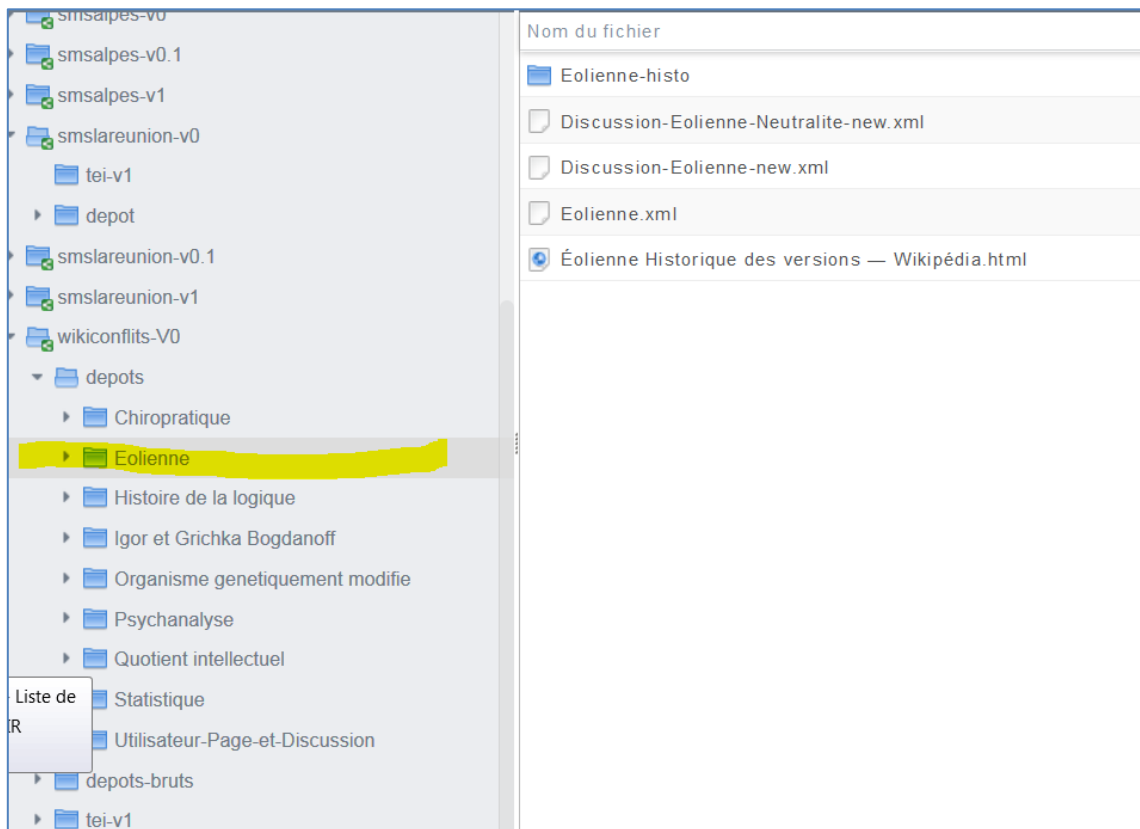 smsalpes-v0
smsalpes-v0.1
smsalpes-v1
smslareunion-v0
tei-v1
depot
smslareunion-v0.1
smslareunion-v1
wikiconflits-V0
depots
Chiropratique
Eolienne
Histoire de la logique
Igor et Grichka Bogdanoff
Organisme genetiquement modifie
Psychanalyse
Quotient intellectuel
Statistique
Utilisateur-Page-et-Discussion
depots-bruts
tei-v1
Liste de
IR
Nom du fichier
Eolienne-histo
Discussion-Eolienne-Neutralite-new.xml
Discussion-Eolienne-new.xml
Eolienne.xml
Éolienne Historique des versions — Wikipédia.html